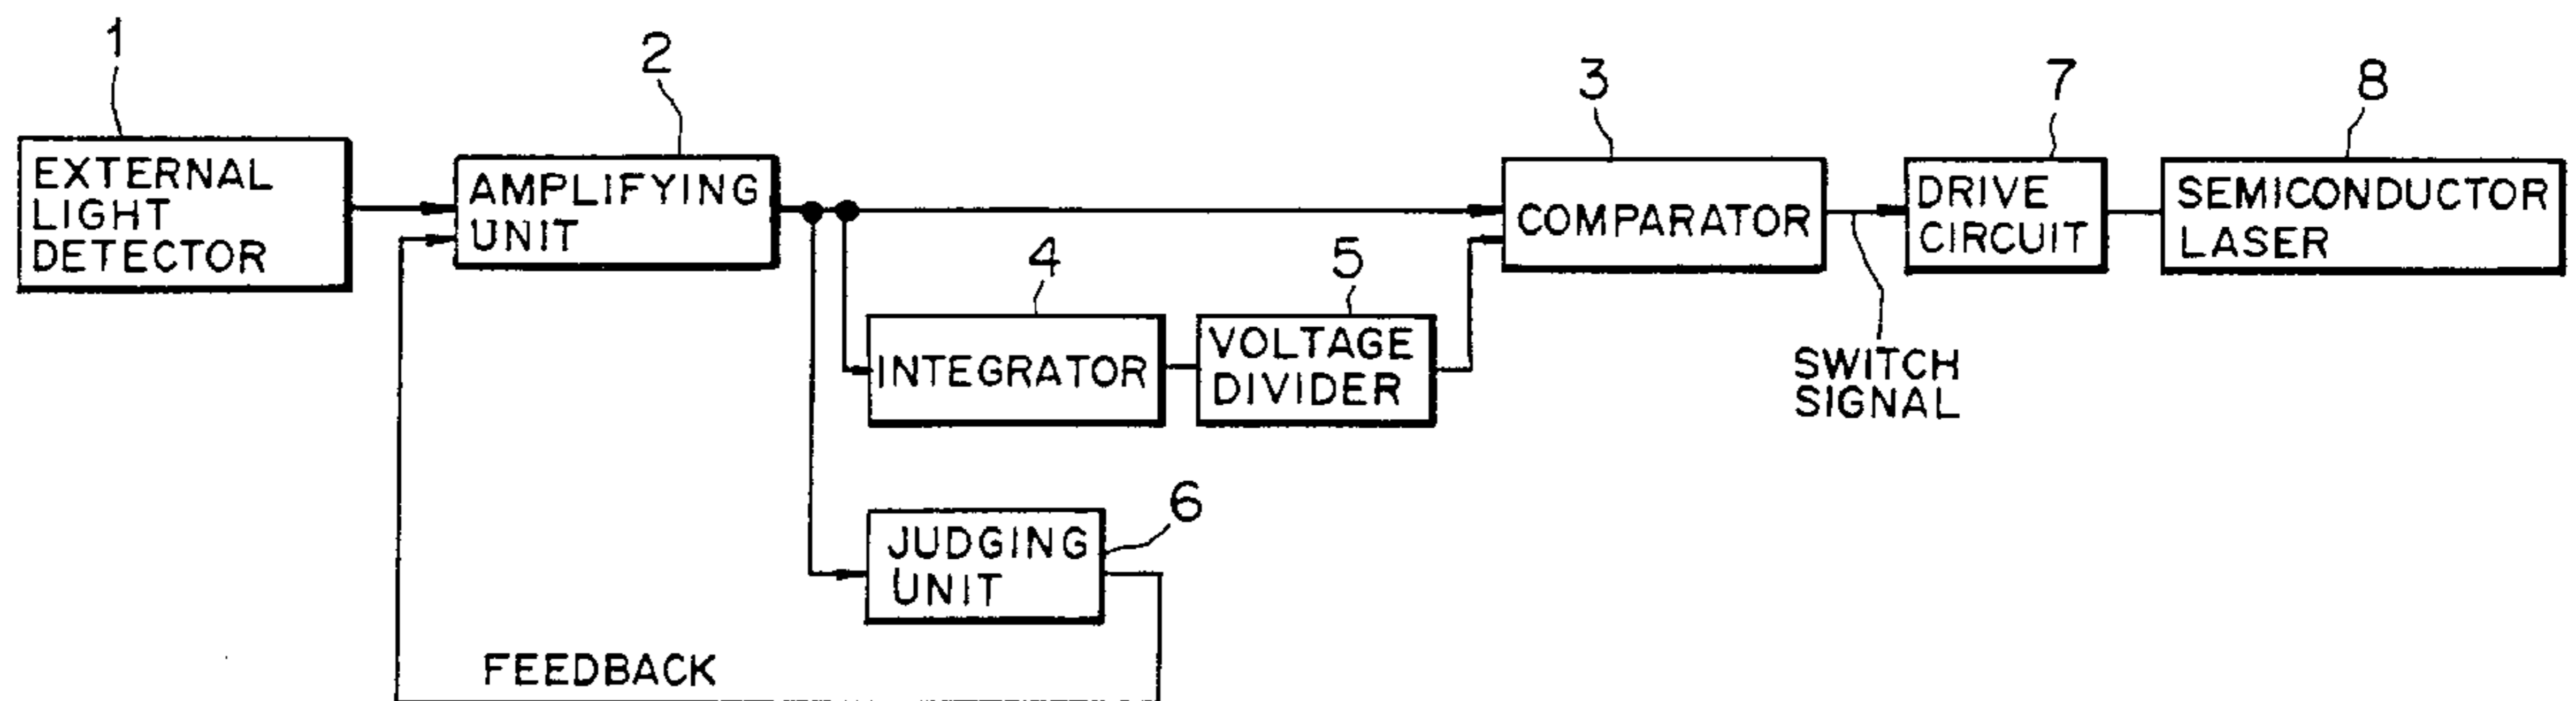 1
EXTERNAL
LIGHT
DETECTOR
2
AMPLIFYING
UNIT
3
COMPARATOR
4
INTEGRATOR
5
VOLTAGE
DIVIDER
6
JUDGING
UNIT
FEEDBACK
SWITCH
SIGNAL
7
DRIVE
CIRCUIT
8
SEMICONDUCTOR
LASER